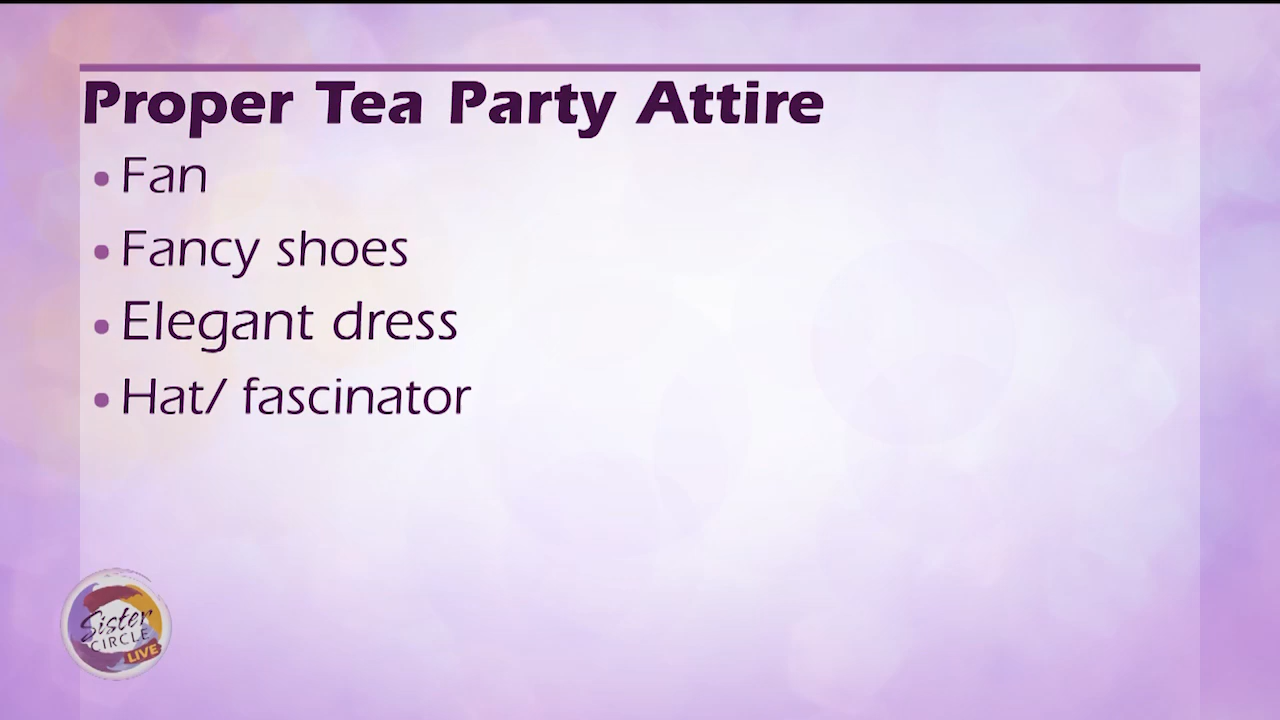 Proper Tea Party Attire
• Fan
• Fancy shoes
• Elegant dress
• Hat/ fascinator
Sister
CIRCLE
LIVE